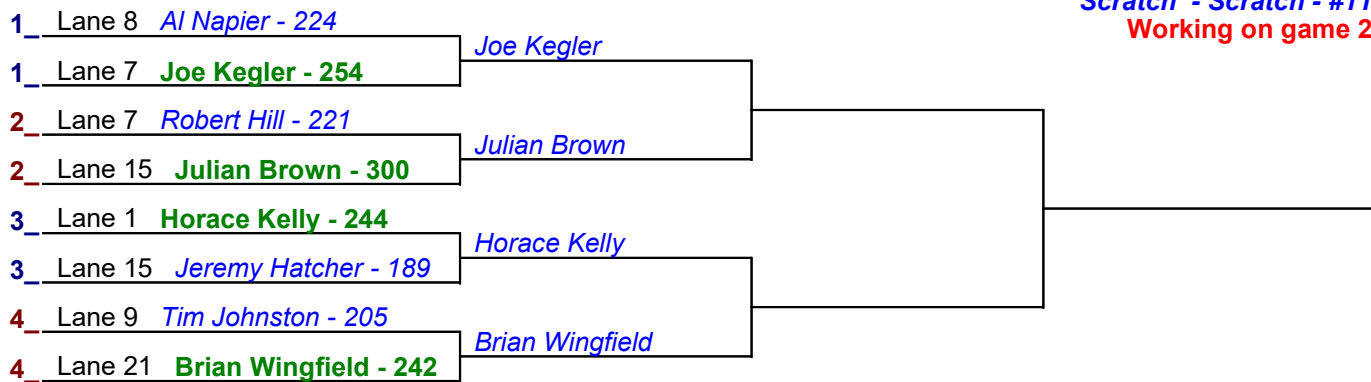 Scratch - Scratch - #11
Working on game 2
1_ Lane 8 Al Napier - 224
Joe Kegler
1_ Lane 7 Joe Kegler - 254
2_ Lane 7 Robert Hill - 221
Julian Brown
2_ Lane 15 Julian Brown - 300
3_ Lane 1 Horace Kelly - 244
Horace Kelly
3_ Lane 15 Jeremy Hatcher - 189
4_ Lane 9 Tim Johnston - 205
Brian Wingfield
4_ Lane 21 Brian Wingfield - 242